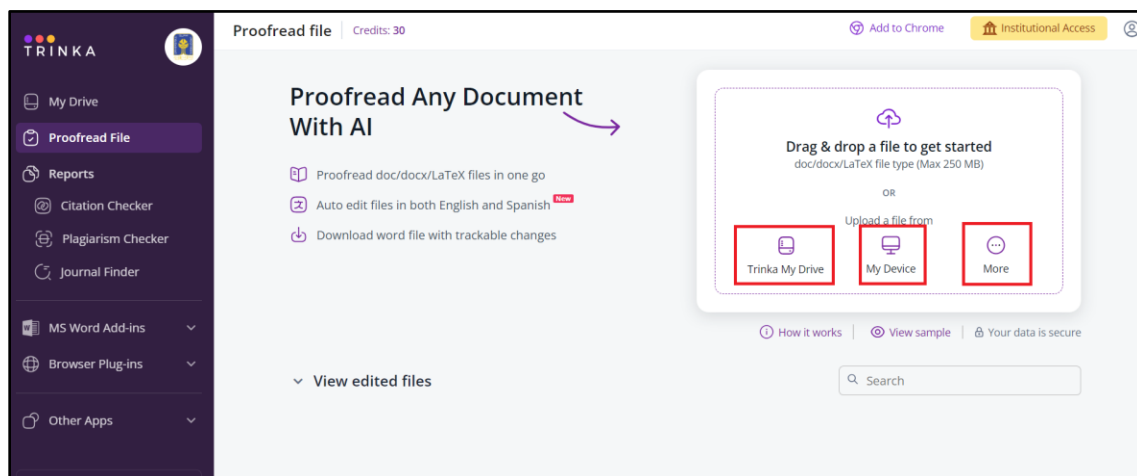 TRINKA
My Drive
Proofread File
Reports
Citation Checker
Plagiarism Checker
Journal Finder
MS Word Add-ins
Browser Plug-ins
Other Apps
Proofread file
Credits: 30
Add to Chrome
Institutional Access
Proofread Any Document
With AI
Proofread doc/docx/LaTeX files in one go
Auto edit files in both English and Spanish New
Download word file with trackable changes
Drag & drop a file to get started
doc/docx/LaTeX file type (Max 250 MB)
OR
Upload a file from
Trinka My Drive
My Device
More
How it works
View sample
Your data is secure
View edited files
Search